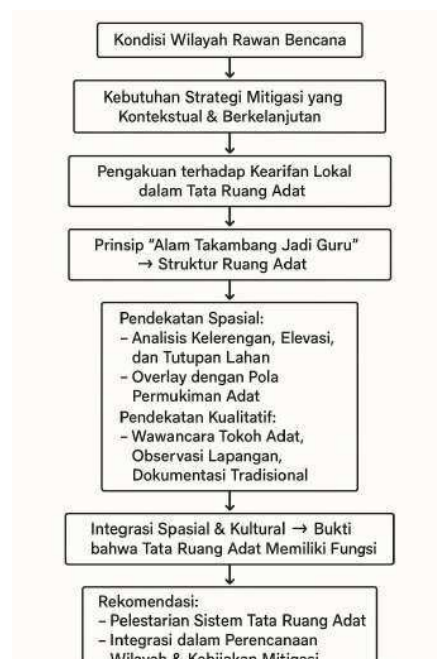 Kondisi Wilayah Rawan Bencana
Kebutuhan Strategi Mitigasi yang
Kontekstual & Berkelanjutan
Pengakuan terhadap Kearifan Lokal
dalam Tata Ruang Adat
Prinsip “Alam Takambang Jadi Guru”
→ Struktur Ruang Adat
Pendekatan Spasial:
– Analisis Kelerengan, Elevasi,
dan Tutupan Lahan
– Overlay dengan Pola
Permukiman Adat
Pendekatan Kualitatif:
– Wawancara Tokoh Adat,
Observasi Lapangan,
Dokumentasi Tradisional
Integrasi Spasial & Kultural → Bukti
bahwa Tata Ruang Adat Memiliki Fungsi
Rekomendasi:
– Pelestarian Sistem Tata Ruang Adat
– Integrasi dalam Perencanaan
Wilayah & Kebijakan Mitigasi